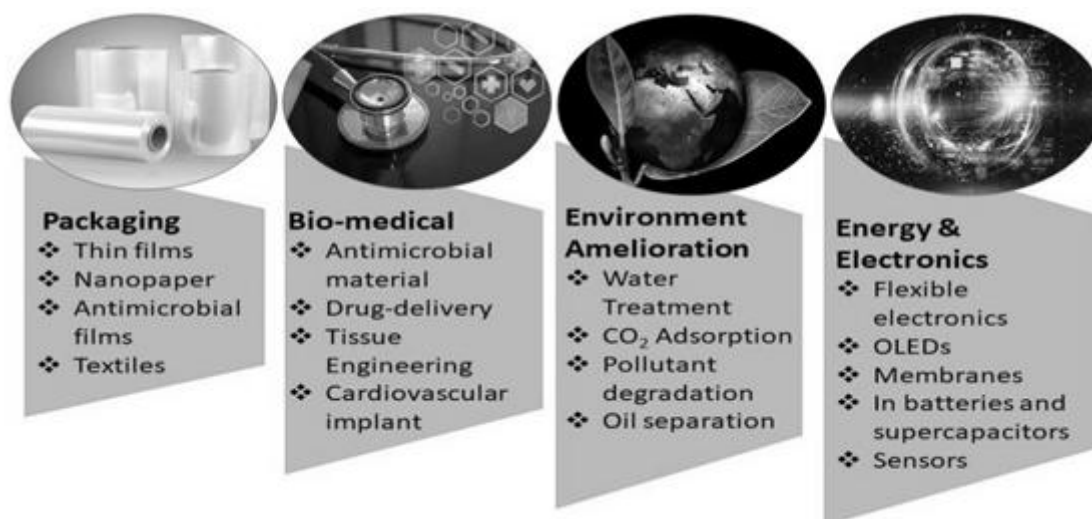 Packaging
❖ Thin films
❖ Nanopaper
❖ Antimicrobial
films
❖ Textiles
Bio-medical
❖ Antimicrobial
material
❖ Drug-delivery
❖ Tissue
Engineering
❖ Cardiovascular
implant
Environment
Amelioration
❖ Water
Treatment
❖ CO₂ Adsorption
❖ Pollutant
degradation
❖ Oil separation
Energy &
Electronics
❖ Flexible
electronics
❖ OLEDs
❖ Membranes
❖ In batteries and
supercapacitors
❖ Sensors